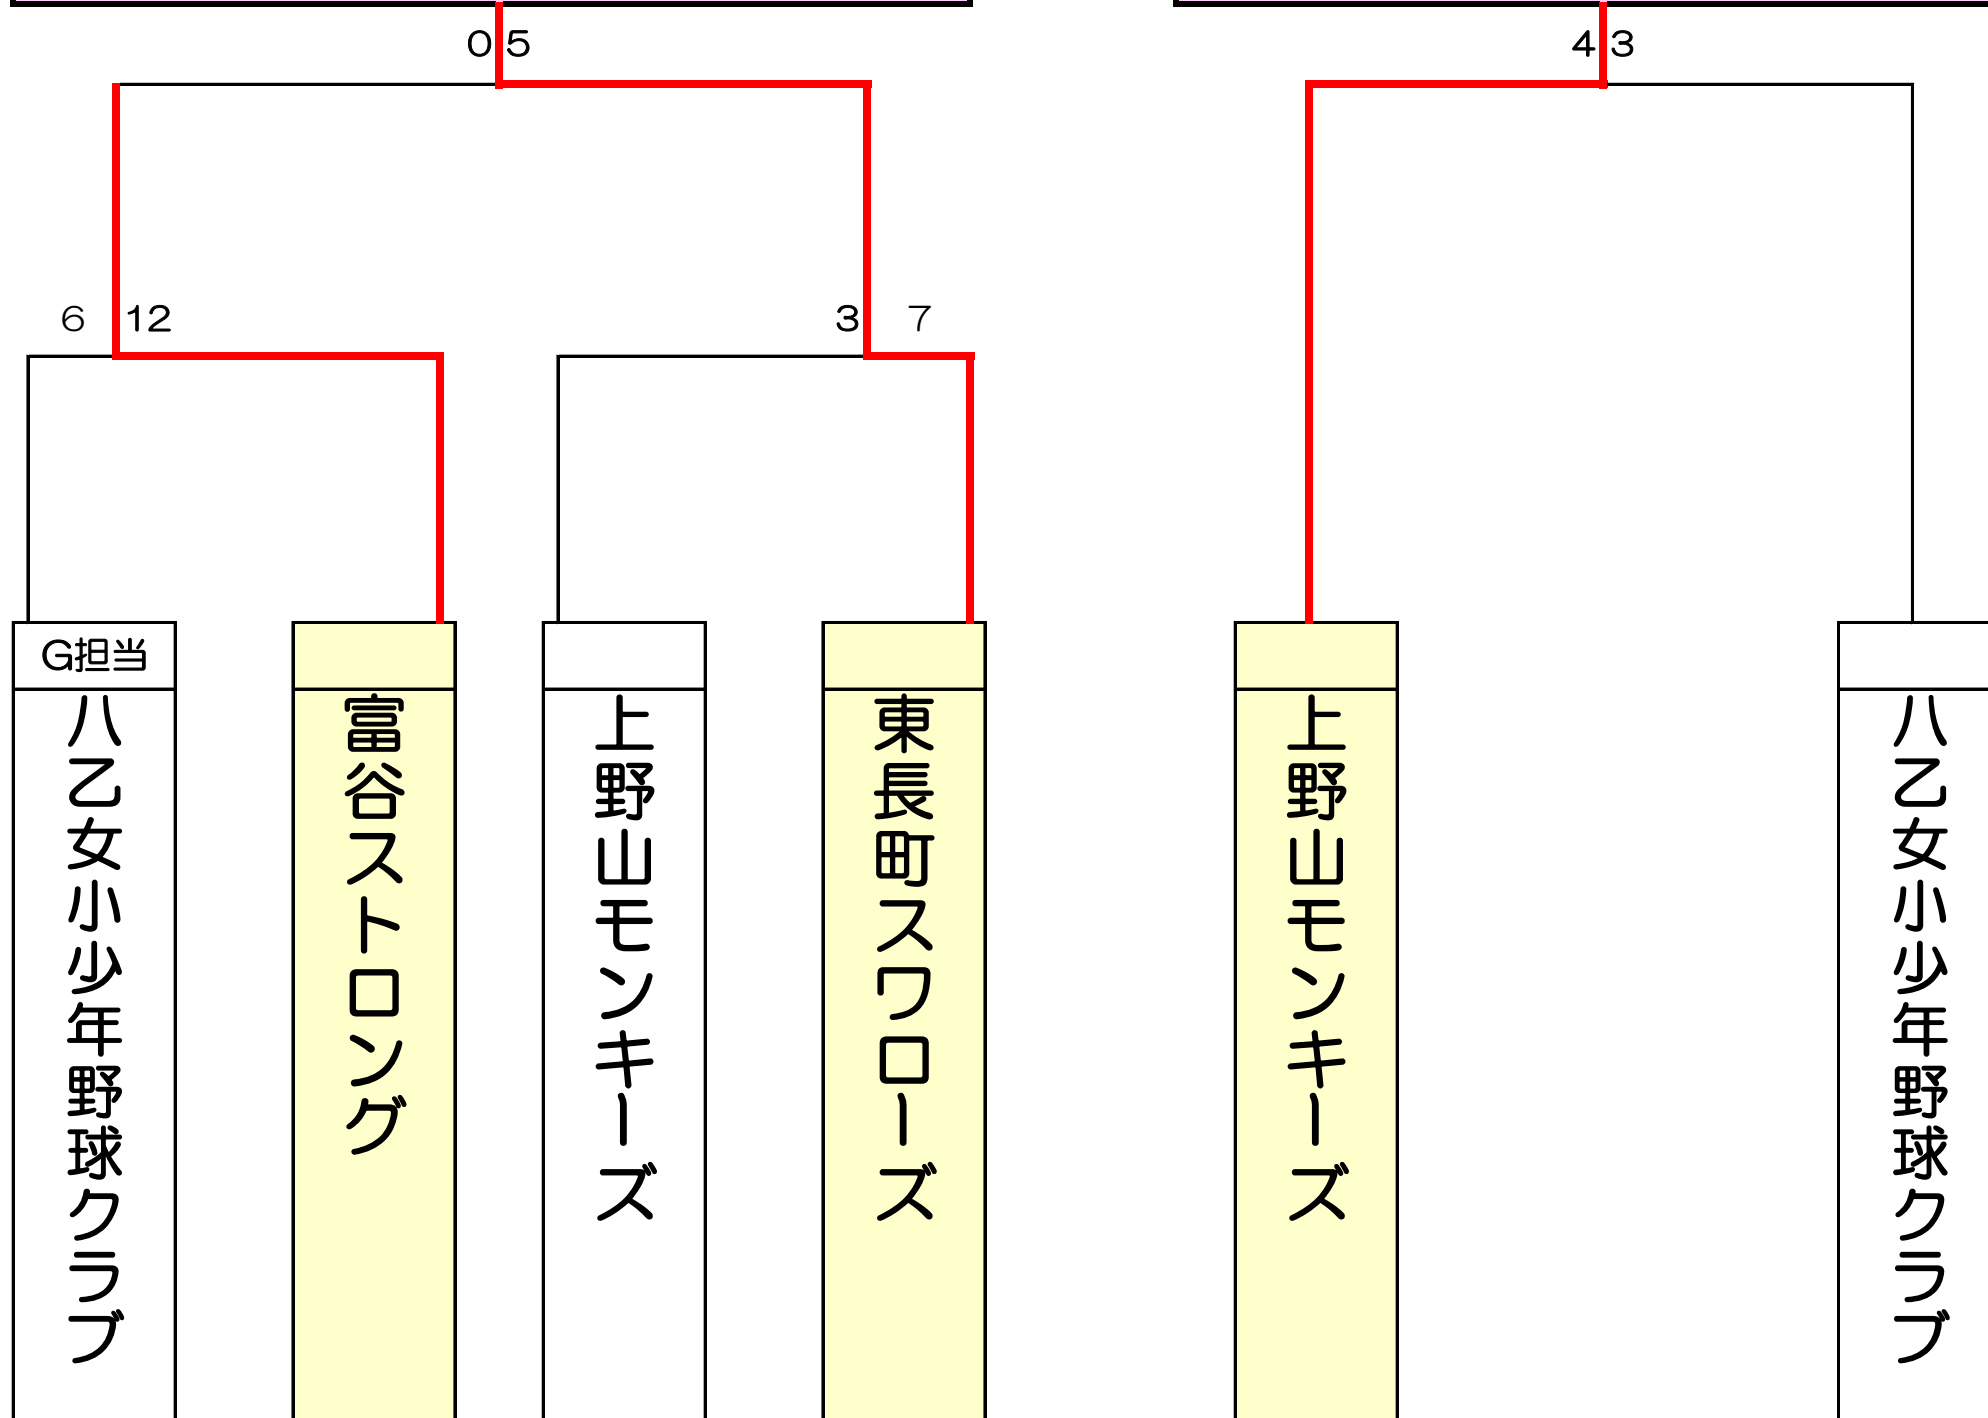 0 5
4 3
6 12
3 7
G担当
八乙女小少年野球クラブ
富谷ストロング
上野山モンキーズ
東長町スワローズ
上野山モンキーズ
八乙女小少年野球クラブ